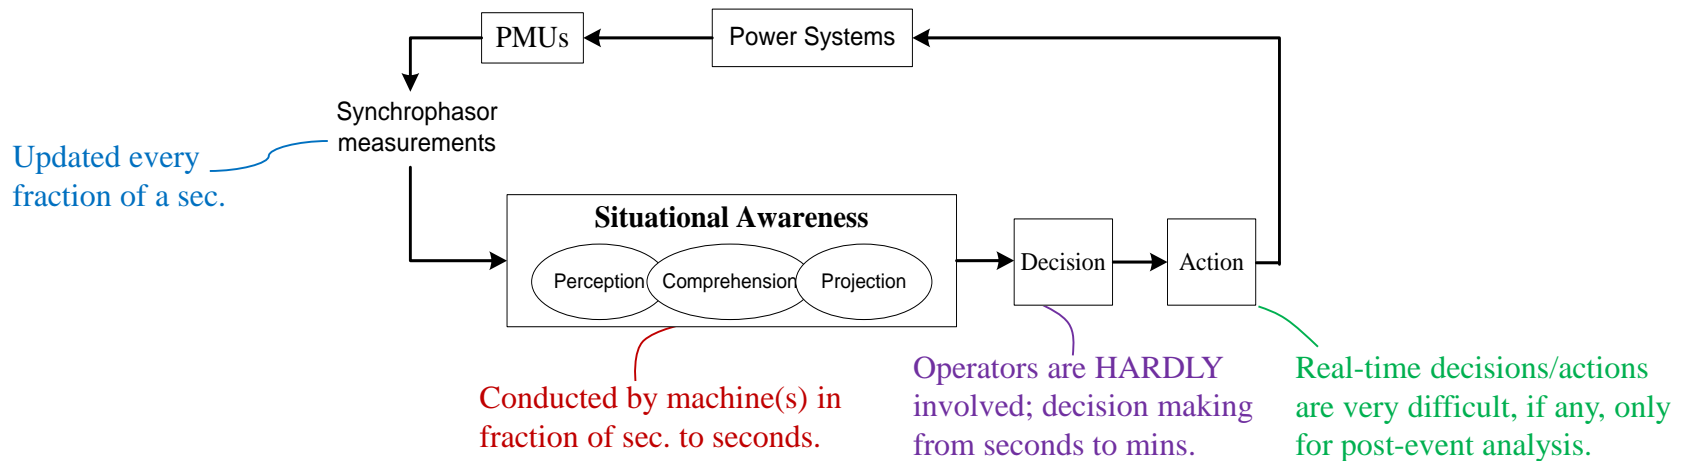 PMUs
Power Systems
Synchrophasor
measurements
Updated every
fraction of a sec.
Situational Awareness
Perception
Comprehension
Projection
Decision
Action
Conducted by machine(s) in
fraction of sec. to seconds.
Operators are HARDLY
involved; decision making
from seconds to mins.
Real-time decisions/actions
are very difficult, if any, only
for post-event analysis.